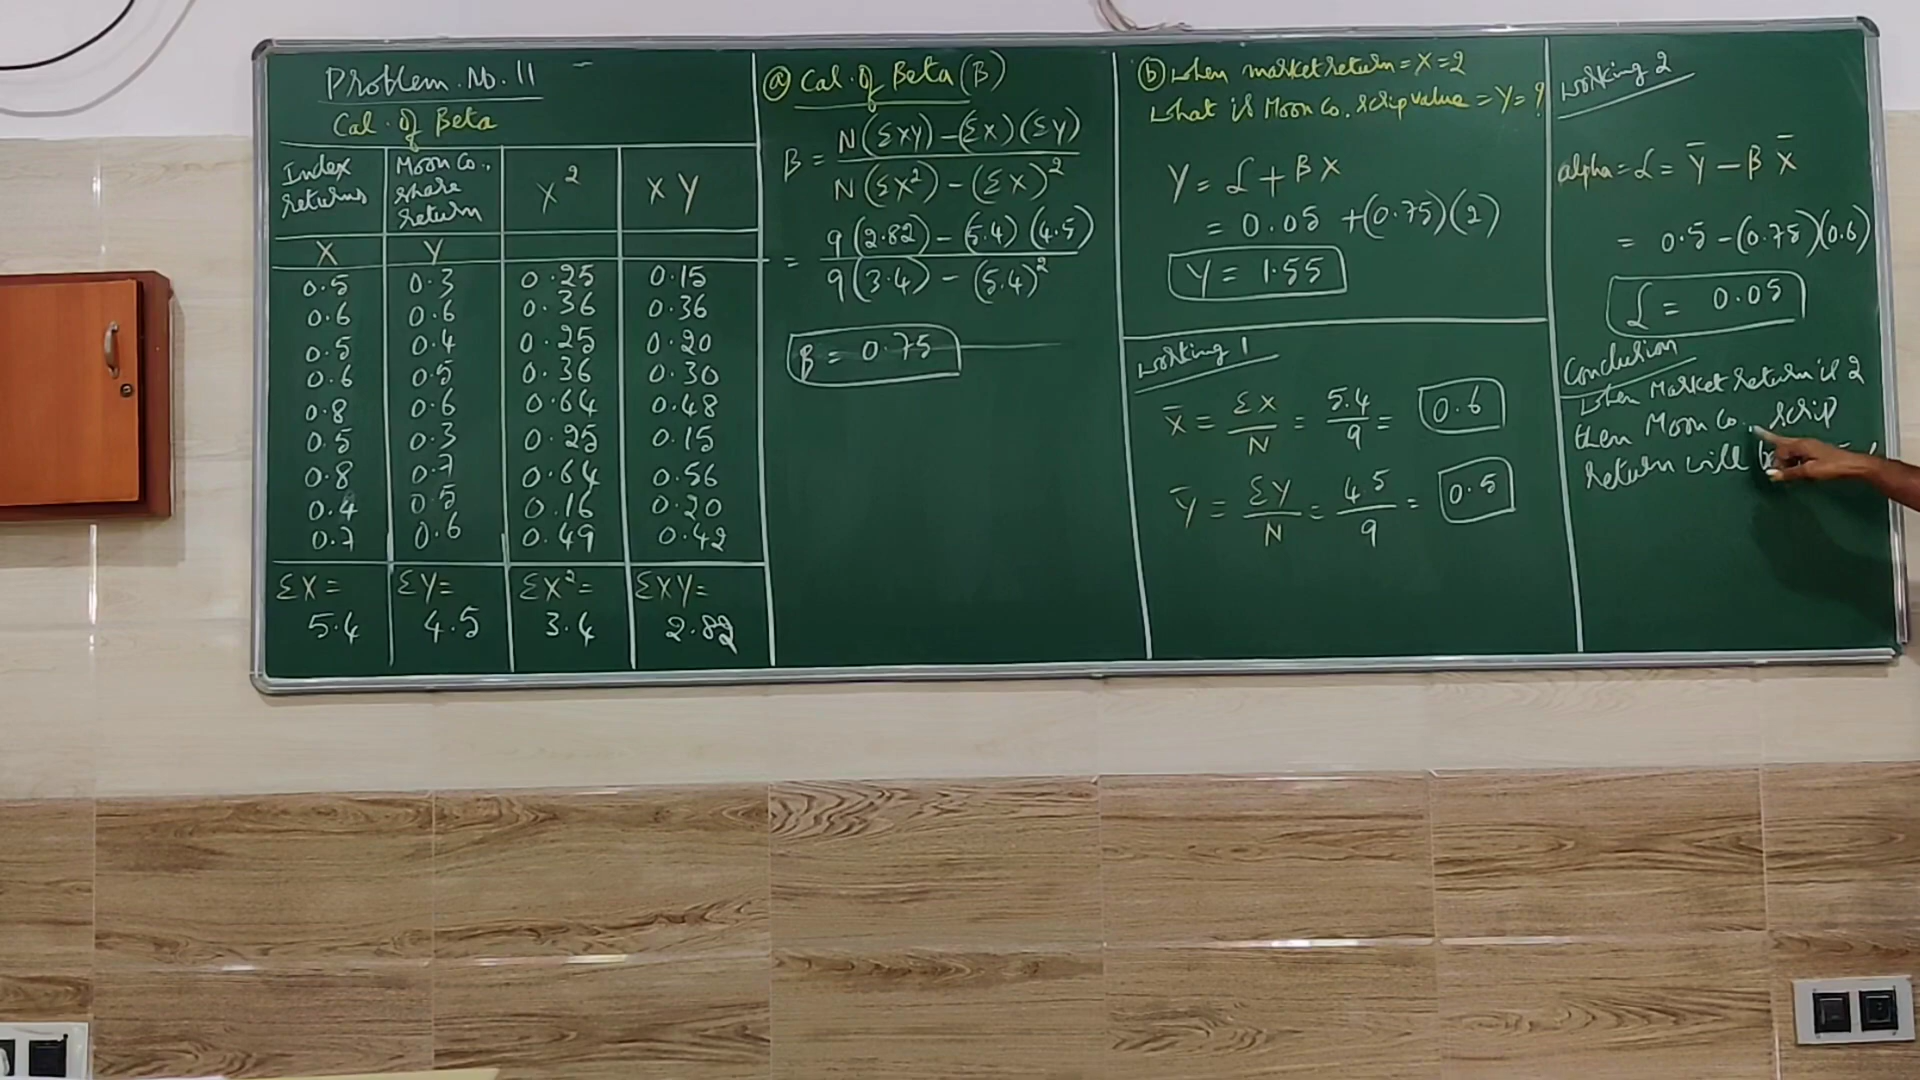 Problem. No. 11
Cal. of Beta
Index returns | Moon Co., share return | X² | XY
X | Y
0.5 | 0.3 | 0.25 | 0.15
0.6 | 0.6 | 0.36 | 0.36
0.5 | 0.4 | 0.25 | 0.20
0.6 | 0.5 | 0.36 | 0.30
0.8 | 0.6 | 0.64 | 0.48
0.5 | 0.3 | 0.25 | 0.15
0.8 | 0.7 | 0.64 | 0.56
0.4 | 0.5 | 0.16 | 0.20
0.7 | 0.6 | 0.49 | 0.42
ΣX = 5.4 | ΣY = 4.5 | ΣX² = 3.4 | ΣXY = 2.82
(a) Cal. of Beta (β)
β = N(ΣXY) - (ΣX)(ΣY) / N(ΣX²) - (ΣX)²
= 9(2.82) - (5.4)(4.5) / 9(3.4) - (5.4)²
β = 0.75
(b) when market return = X = 2
what is Moon Co. scrip value = Y = ?
Y = α + βX
= 0.05 + (0.75)(2)
Y = 1.55
Working 1
X̄ = ΣX / N = 5.4 / 9 = 0.6
Ȳ = ΣY / N = 4.5 / 9 = 0.5
Working 2
alpha = α = Ȳ - β X̄
= 0.5 - (0.75)(0.6)
α = 0.05
Conclusion
when Market return is 2
then Moon Co., scrip
return will